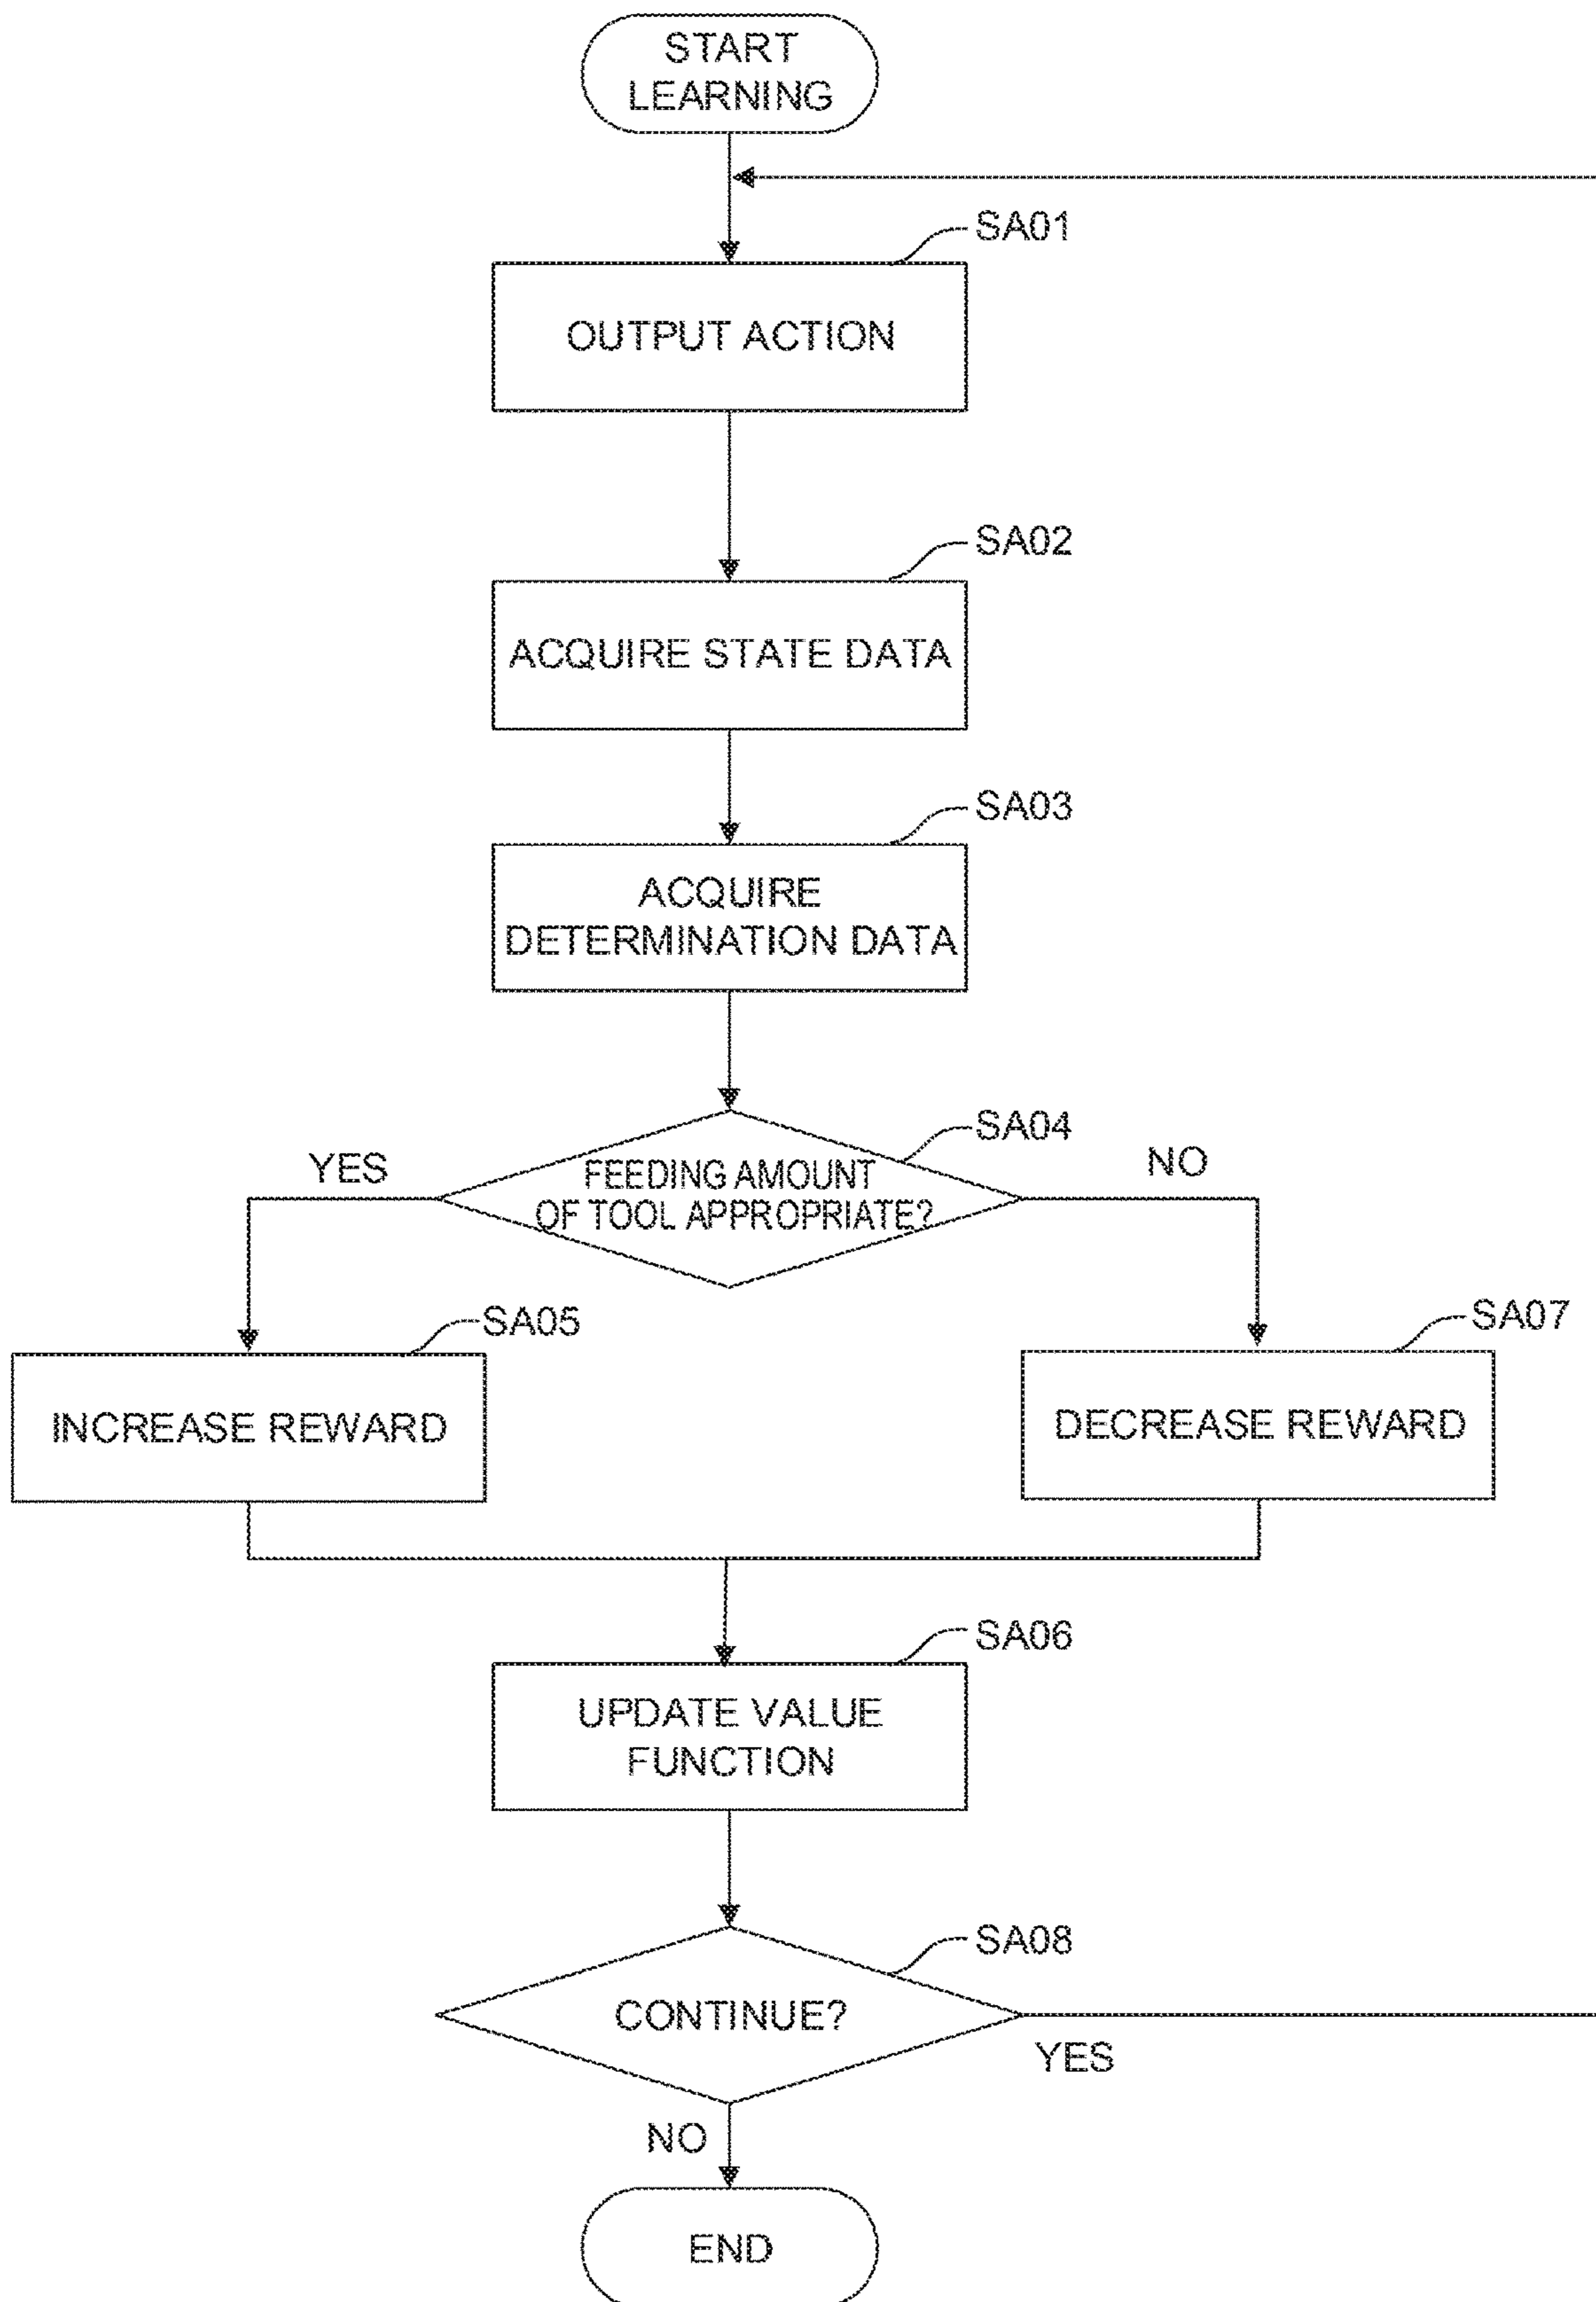 START
LEARNING
SA01
OUTPUT ACTION
SA02
ACQUIRE STATE DATA
SA03
ACQUIRE
DETERMINATION DATA
SA04
YES
NO
FEEDING AMOUNT
OF TOOL APPROPRIATE?
SA05
SA07
INCREASE REWARD
DECREASE REWARD
SA06
UPDATE VALUE
FUNCTION
SA08
CONTINUE?
YES
NO
END